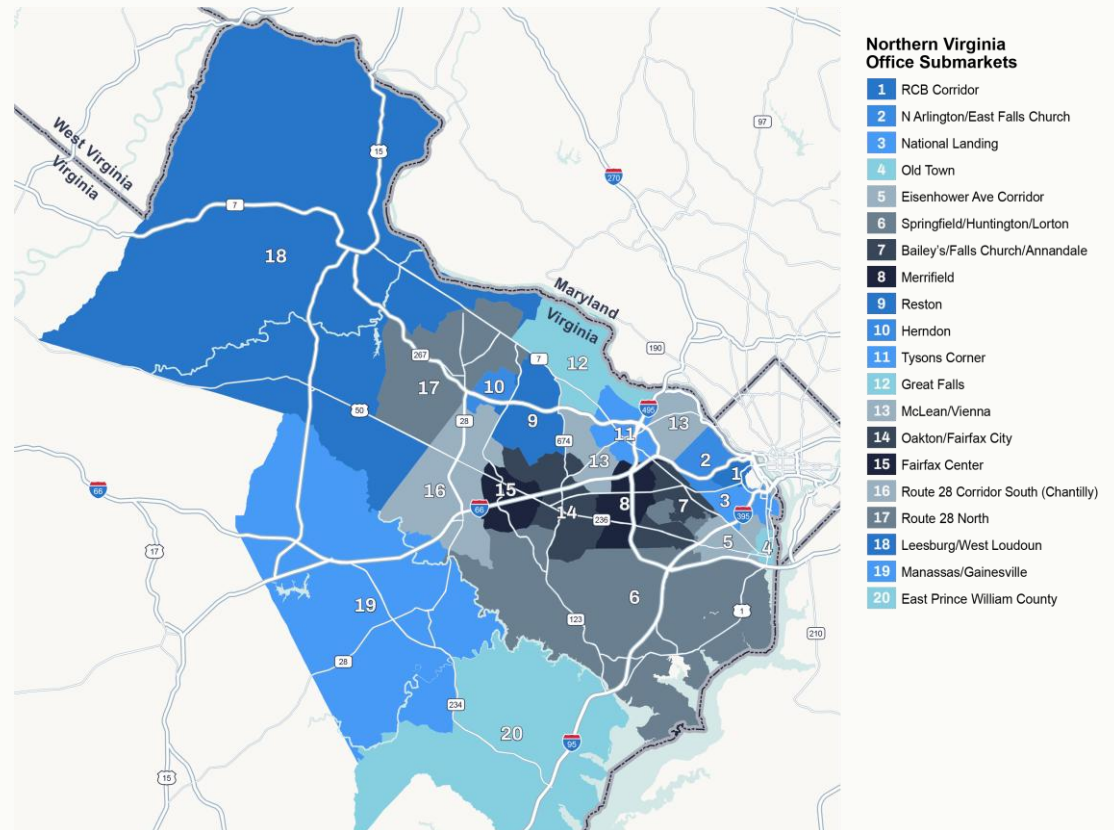 Northern Virginia
Office Submarkets
1 RCB Corridor
2 N Arlington/East Falls Church
3 National Landing
4 Old Town
5 Eisenhower Ave Corridor
6 Springfield/Huntington/Lorton
7 Bailey's/Falls Church/Annandale
8 Merrifield
9 Reston
10 Herndon
11 Tysons Corner
12 Great Falls
13 McLean/Vienna
14 Oakton/Fairfax City
15 Fairfax Center
16 Route 28 Corridor South (Chantilly)
17 Route 28 North
18 Leesburg/West Loudoun
19 Manassas/Gainesville
20 East Prince William County
West Virginia
Virginia
Maryland
Virginia
97
15
270
7
18
190
267
7
12
17
10
495
50
28
9
674
11
13
13
2
1
16
15
66
14
8
7
3
395
66
236
5
4
17
6
19
123
1
210
28
234
20
95
15